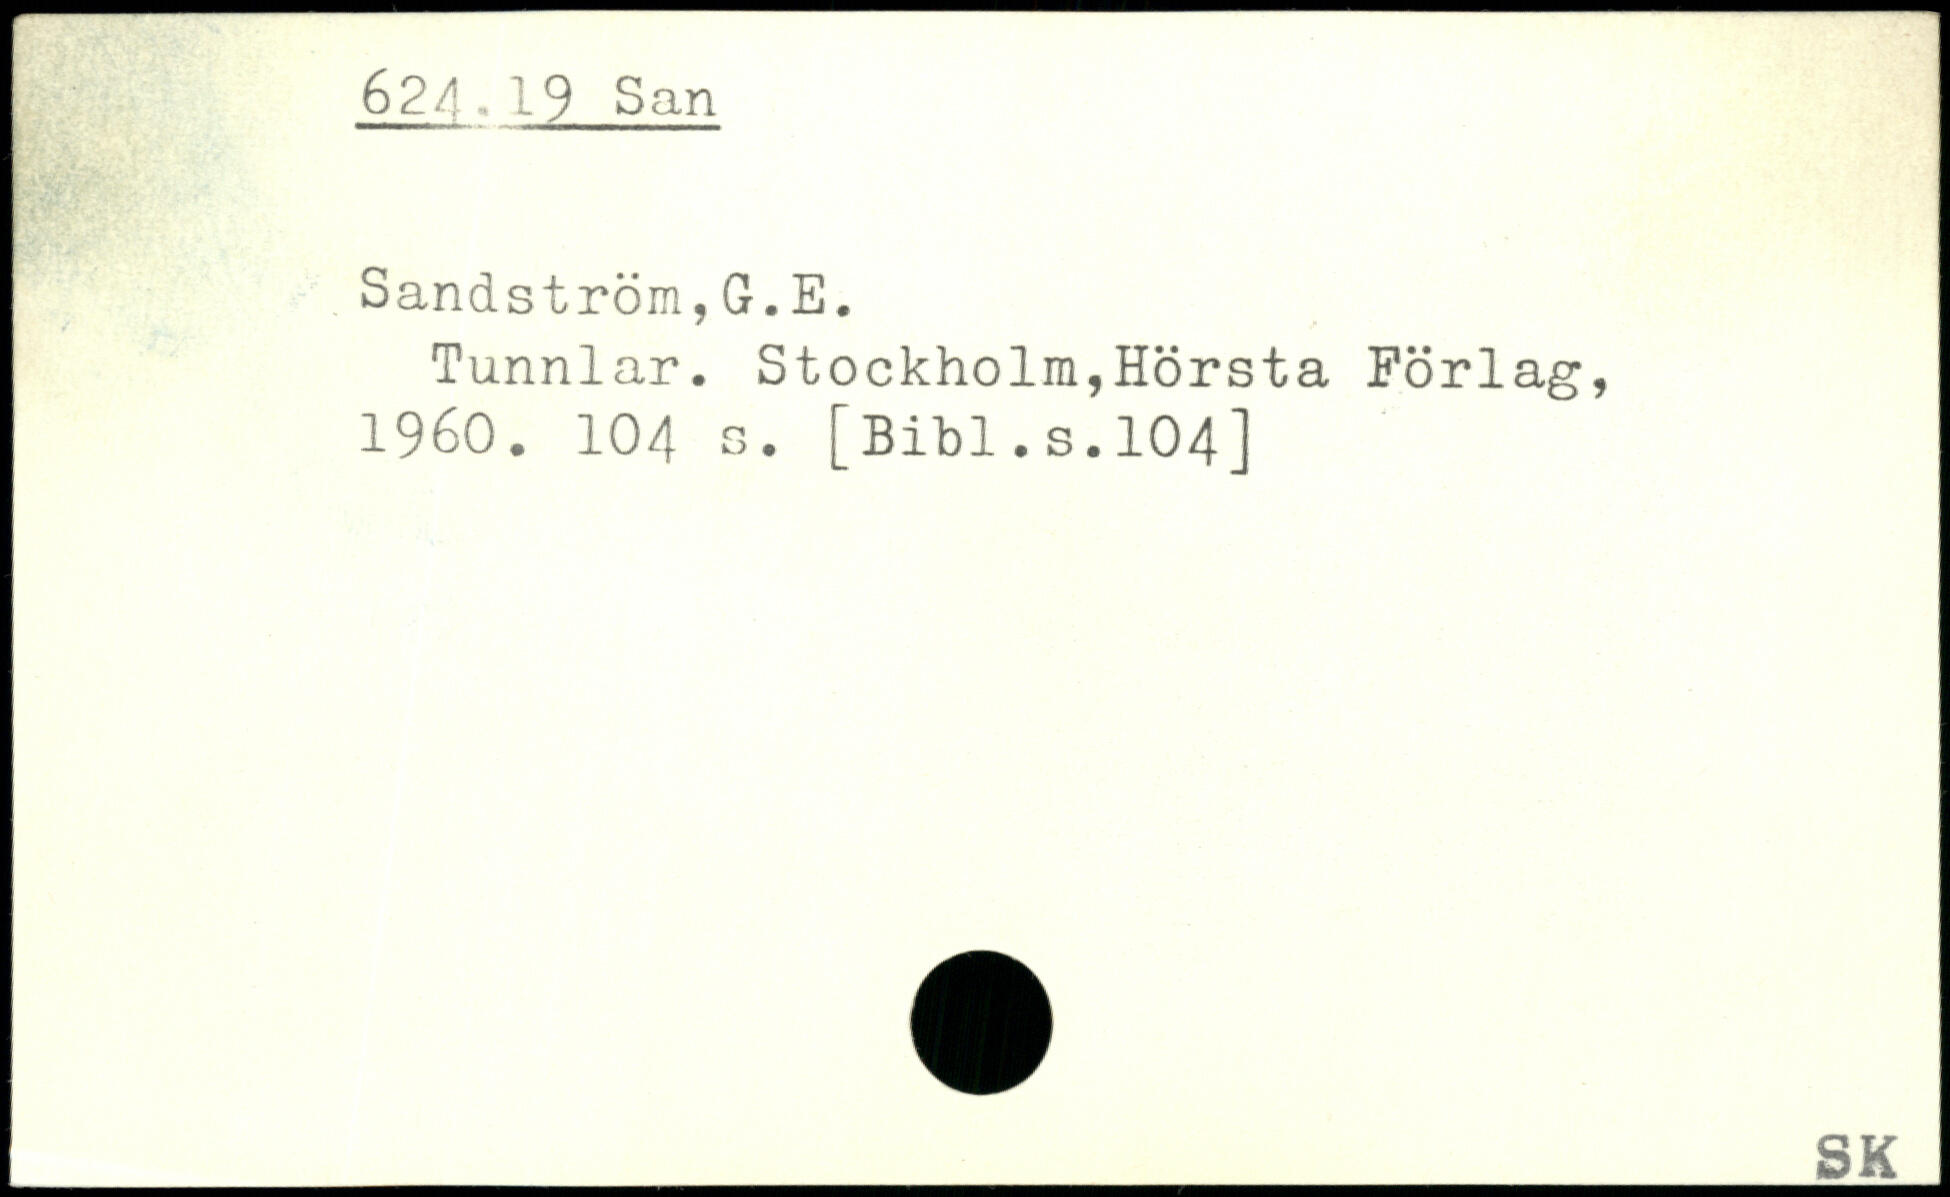 624.19 San
Sandström,G.E.
Tunnlar. Stockholm,Hörsta Förlag,
1960. 104 s. [Bibl.s.104]
SK